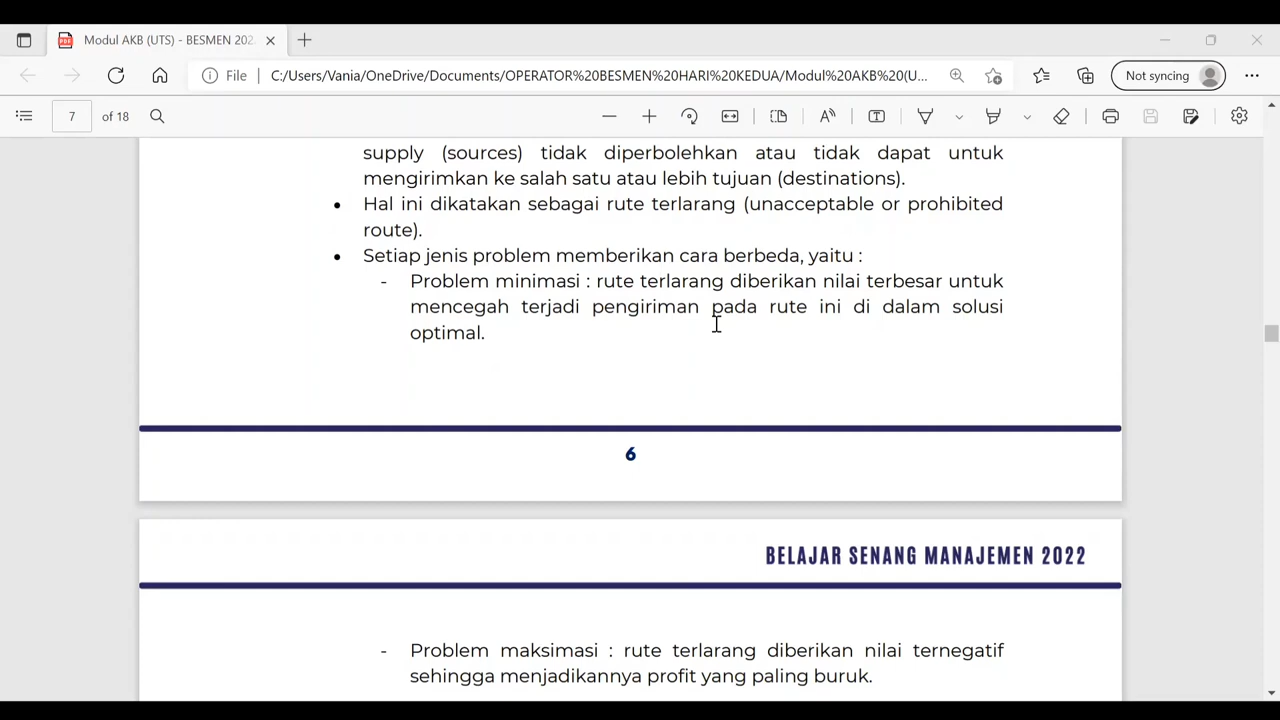 Modul AKB (UTS) - BESMEN 202
Not syncing
File C:/Users/Vania/OneDrive/Documents/OPERATOR%20BESMEN%20HARI%20KEDUA/Modul%20AKB%20(U...
7 of 18
supply (sources) tidak diperbolehkan atau tidak dapat untuk
mengirimkan ke salah satu atau lebih tujuan (destinations).
• Hal ini dikatakan sebagai rute terlarang (unacceptable or prohibited
route).
• Setiap jenis problem memberikan cara berbeda, yaitu :
- Problem minimasi : rute terlarang diberikan nilai terbesar untuk
mencegah terjadi pengiriman pada rute ini di dalam solusi
optimal.
6
BELAJAR SENANG MANAJEMEN 2022
- Problem maksimasi : rute terlarang diberikan nilai ternegatif
sehingga menjadikannya profit yang paling buruk.